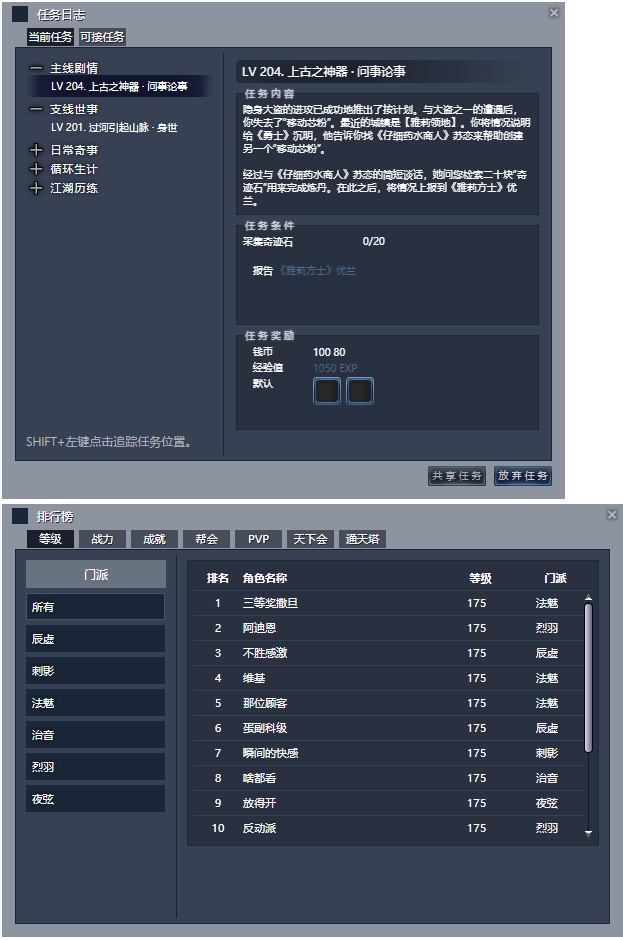 任务日志
当前任务 可接任务
主线剧情
LV 204. 上古之神器 · 问事论事
支线世事
LV 201. 过河引起山脉 · 身世
日常奇事
循环生计
江湖历练
SHIFT+左键点击追踪任务位置。
LV 204. 上古之神器 · 问事论事
任务内容
隐身大盗的进攻已成功地推出了按计划。与大盗之一的遭遇后，
你失去了“移动芯粉”。最近的城镇是【雅莉领地】。你将情况说明
给《勇士》沉明，他告诉你找《仔细药水商人》苏恋来帮助创建
另一个“移动芯粉”。
经过与《仔细药水商人》苏恋的简短谈话，她问您检索二十块“奇
迹石”用来完成炼丹。在此之后，将情况上报到《雅莉方士》优
兰。
任务条件
采集奇迹石 0/20
报告 《雅莉方士》优兰
任务奖励
钱币 100 80
经验值 1050 EXP
默认
共享任务 放弃任务
排行榜
等级 战力 成就 帮会 PVP 天下会 通天塔
门派
所有
辰虚
刺影
法魅
治音
烈羽
夜弦
排名 角色名称 等级 门派
1 三等奖撒旦 175 法魅
2 阿迪恩 175 烈羽
3 不胜感激 175 辰虚
4 维基 175 法魅
5 那位顾客 175 法魅
6 蛋副科级 175 辰虚
7 瞬间的快感 175 刺影
8 啥都看 175 治音
9 放得开 175 夜弦
10 反动派 175 烈羽